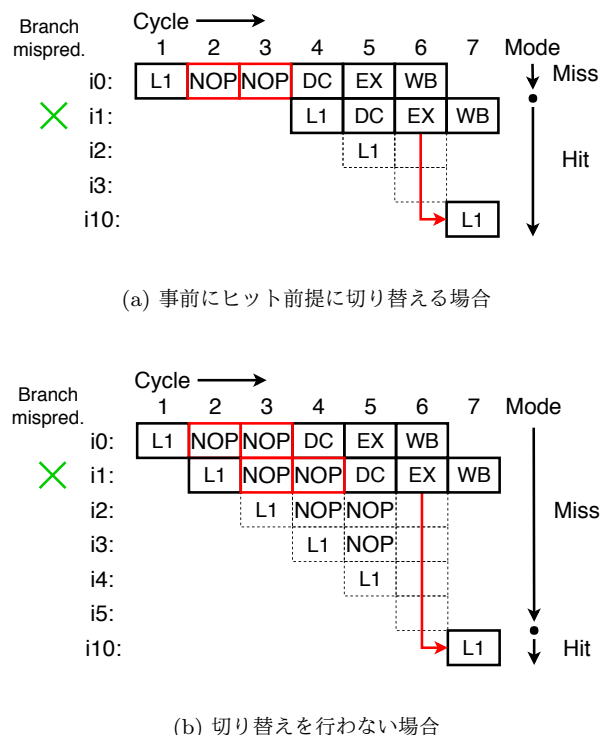 Branch
mispred.
Cycle
1 2 3 4 5 6 7 Mode
i0: L1 NOP NOP DC EX WB Miss
i1: L1 DC EX WB
i2: L1 Hit
i3:
i10: L1
(a) 事前にヒット前提に切り替える場合
Branch
mispred.
Cycle
1 2 3 4 5 6 7 Mode
i0: L1 NOP NOP DC EX WB
i1: L1 NOP NOP DC EX WB
i2: L1 NOP NOP Miss
i3: L1 NOP
i4: L1
i5:
i10: L1 Hit
(b) 切り替えを行わない場合